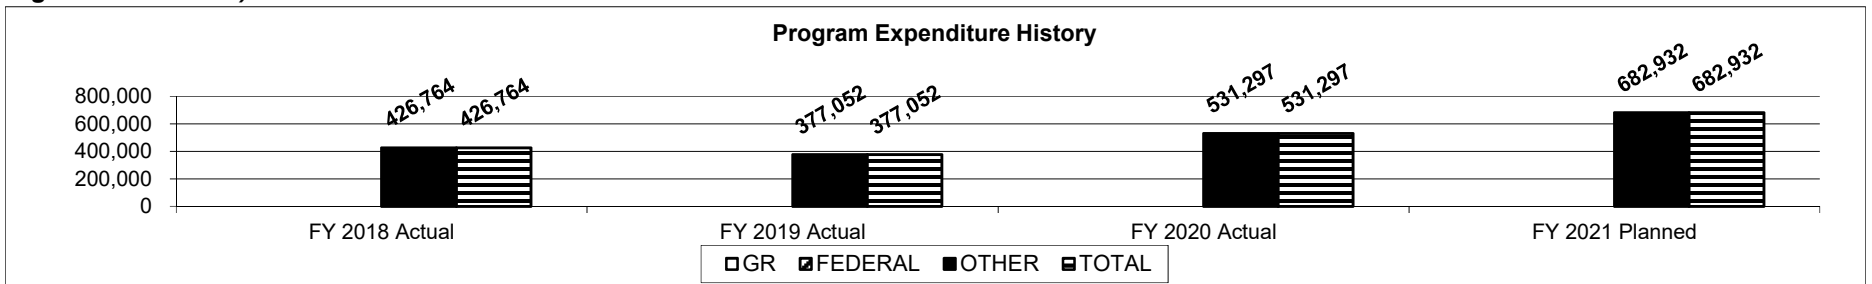 Program Expenditure History
426,764 426,764 377,052 377,052 531,297 531,297 682,932 682,932
800,000
600,000
400,000
200,000
0
FY 2018 Actual FY 2019 Actual FY 2020 Actual FY 2021 Planned
GR FEDERAL OTHER TOTAL